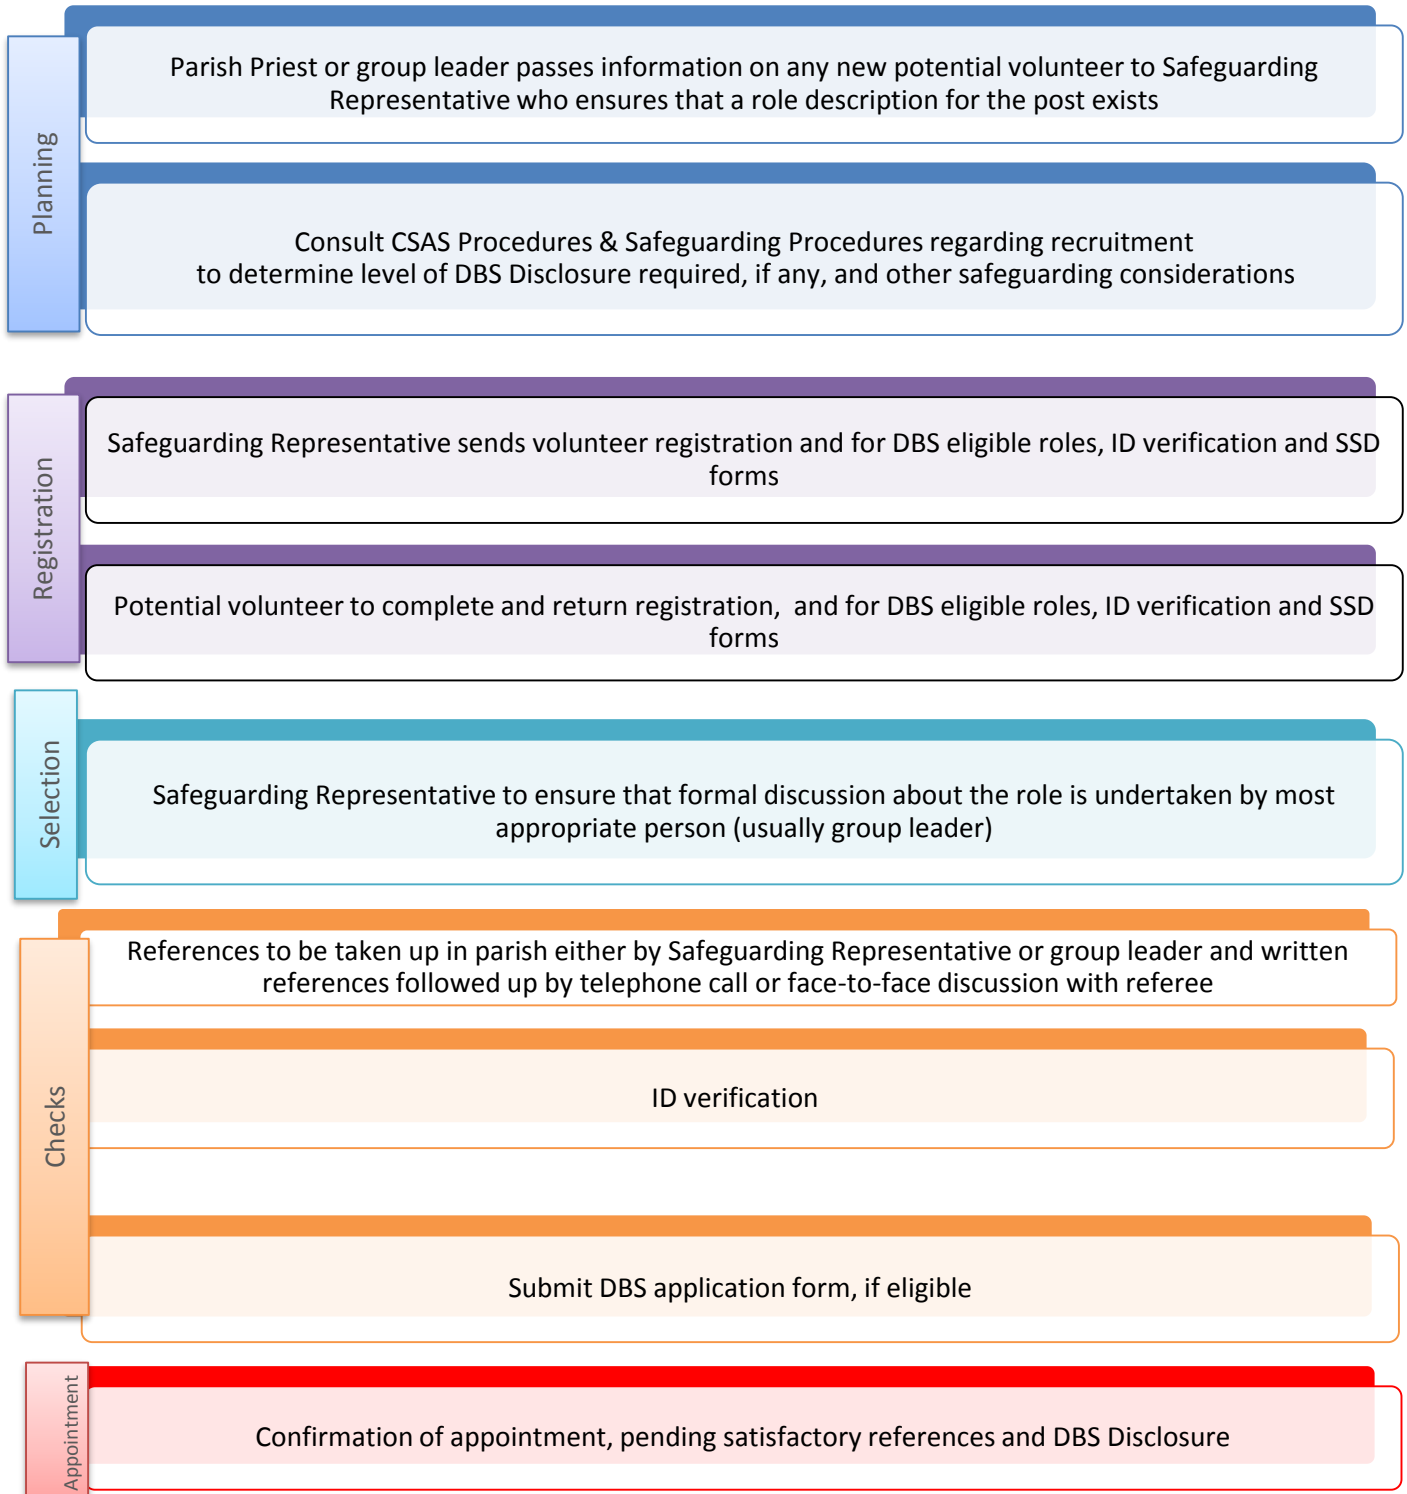 Planning
Parish Priest or group leader passes information on any new potential volunteer to Safeguarding
Representative who ensures that a role description for the post exists
Consult CSAS Procedures & Safeguarding Procedures regarding recruitment
to determine level of DBS Disclosure required, if any, and other safeguarding considerations
Registration
Safeguarding Representative sends volunteer registration and for DBS eligible roles, ID verification and SSD
forms
Potential volunteer to complete and return registration,  and for DBS eligible roles, ID verification and SSD
forms
Selection
Safeguarding Representative to ensure that formal discussion about the role is undertaken by most
appropriate person (usually group leader)
Checks
References to be taken up in parish either by Safeguarding Representative or group leader and written
references followed up by telephone call or face-to-face discussion with referee
ID verification
Submit DBS application form, if eligible
Appointment
Confirmation of appointment, pending satisfactory references and DBS Disclosure